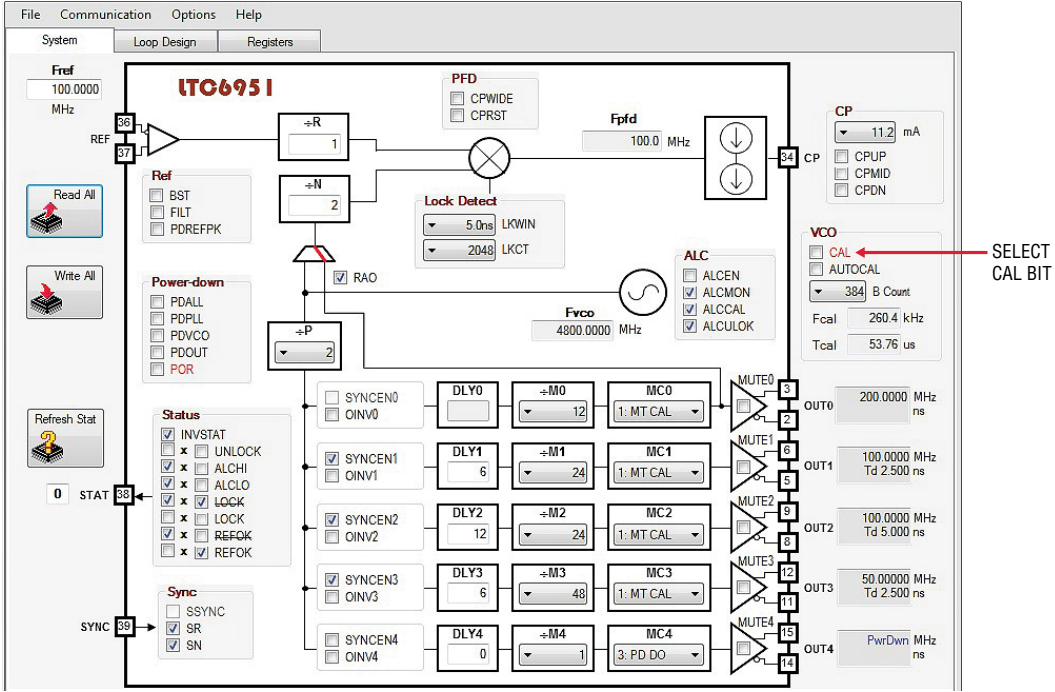 File Communication Options Help
System Loop Design Registers
Fref
100.0000
MHz
LTC6951
PFD
CPWIDE
CPRST
Fpfd
100.0 MHz
CP
11.2 mA
CPUP
CPMID
CPDN
36
REF
37
÷R
1
34 CP
Read All
Ref
BST
FILT
PDREFPK
÷N
2
Lock Detect
5.0ns LKWIN
2048 LKCT
VCO
CAL
AUTOCAL
384 B Count
Fcal 260.4 kHz
Tcal 53.76 us
SELECT
CAL BIT
Write All
RAO
ALC
ALCEN
ALCMON
ALCCAL
ALCULOK
Power-down
PDALL
PDPLL
PDVCO
PDOUT
POR
Fvco
4800.0000 MHz
÷P
2
SYNCEN0
OINV0
DLY0
÷M0
12
MC0
1: MT CAL
MUTE0
3
2
OUT0
200.0000 MHz
ns
Refresh Stat
Status
INVSTAT
x UNLOCK
x ALCHI
x ALCLO
x LOCK
x LOCK
x REFOK
x REFOK
0 STAT 38
SYNCEN1
OINV1
DLY1
6
÷M1
24
MC1
1: MT CAL
MUTE1
6
5
OUT1
100.0000 MHz
Td 2.500 ns
SYNCEN2
OINV2
DLY2
12
÷M2
24
MC2
1: MT CAL
MUTE2
9
8
OUT2
100.0000 MHz
Td 5.000 ns
SYNCEN3
OINV3
DLY3
6
÷M3
48
MC3
1: MT CAL
MUTE3
12
11
OUT3
50.00000 MHz
Td 2.500 ns
Sync
SSYNC
SR
SN
SYNC 39
SYNCEN4
OINV4
DLY4
0
÷M4
1
MC4
3: PD DO
MUTE4
15
14
OUT4
PwrDwn MHz
ns